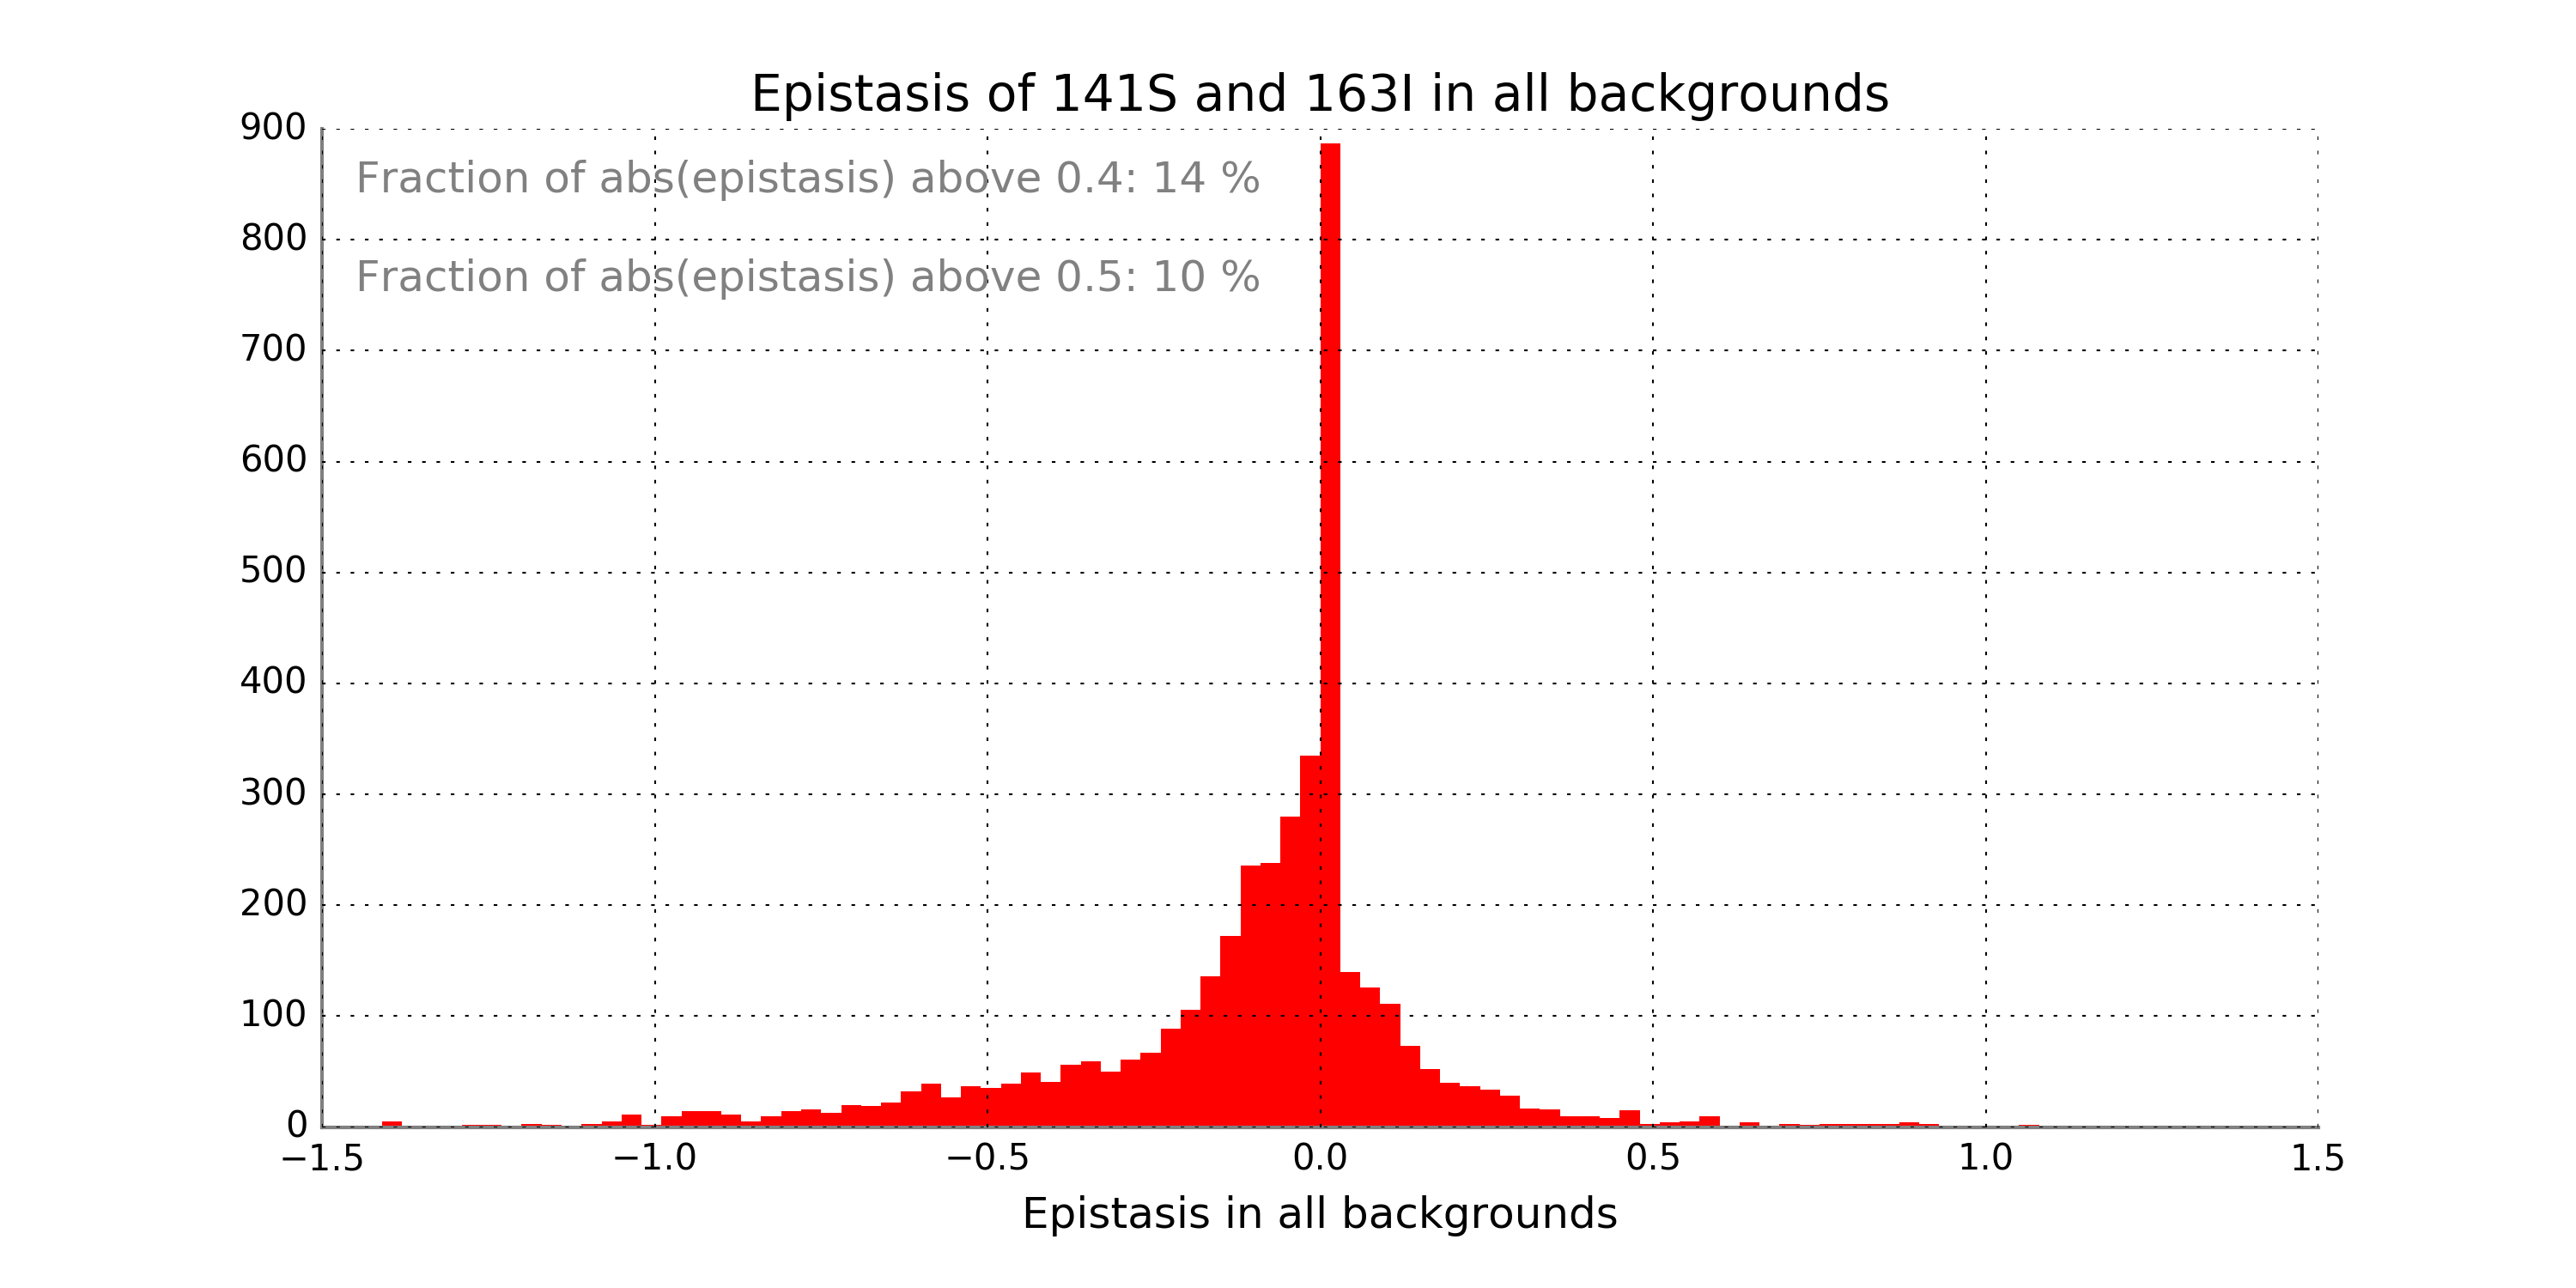 Epistasis of 141S and 163I in all backgrounds
900
Fraction of abs(epistasis) above 0.4: 14 %
800
Fraction of abs(epistasis) above 0.5: 10 %
700
600
500
400
300
200
100
0
−1.5 −1.0 −0.5 0.0 0.5 1.0 1.5
Epistasis in all backgrounds